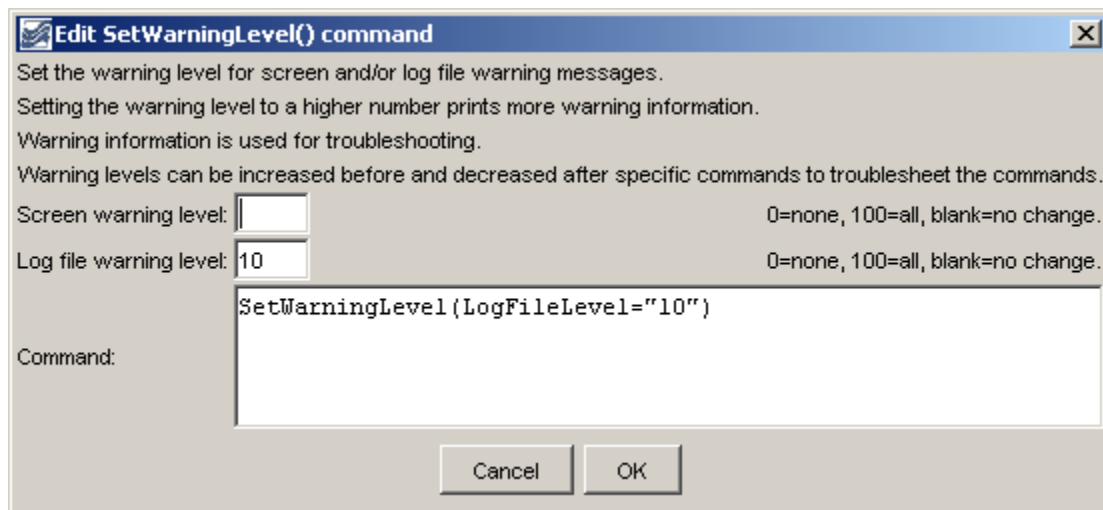 Edit SetWarningLevel() command
Set the warning level for screen and/or log file warning messages.
Setting the warning level to a higher number prints more warning information.
Warning information is used for troubleshooting.
Warning levels can be increased before and decreased after specific commands to troublesheet the commands.
Screen warning level: 0=none, 100=all, blank=no change.
Log file warning level: 10 0=none, 100=all, blank=no change.
SetWarningLevel(LogFileLevel="10")
Command:
Cancel OK